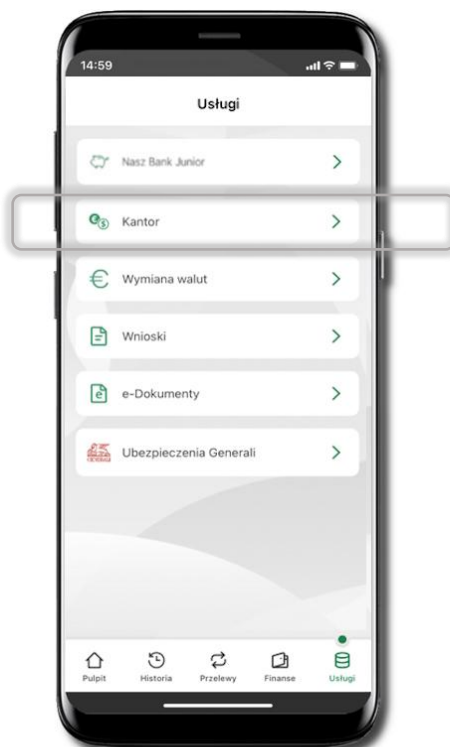 14:59
Usługi
Nasz Bank Junior
Kantor
Wymiana walut
Wnioski
e-Dokumenty
Ubezpieczenia Generali
Pulpit
Historia
Przelewy
Finanse
Usługi